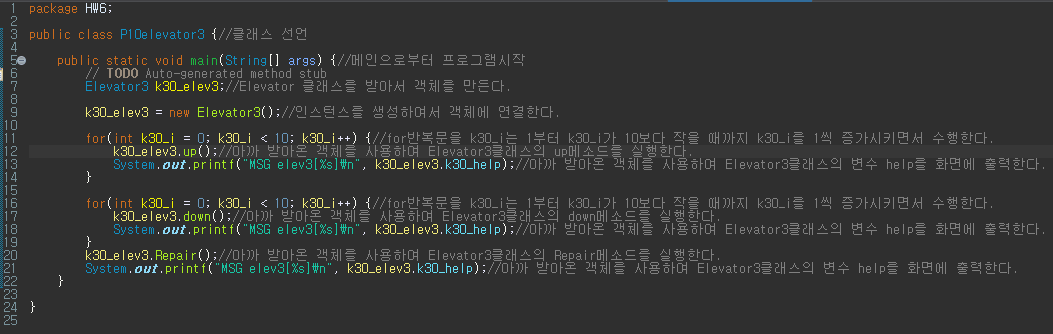 1 package HW6;
2
3 public class P10elevator3 {//클래스 선언
4
5 public static void main(String[] args) {//메인으로부터 프로그램시작
6 // TODO Auto-generated method stub
7 Elevator3 k30_elev3;//Elevator 클래스를 받아서 객체를 만든다.
8
9 k30_elev3 = new Elevator3();//인스턴스를 생성하여서 객체에 연결한다.
10
11 for(int k30_i = 0; k30_i < 10; k30_i++) {//for반복문을 k30_i는 1부터 k30_i가 10보다 작을 때까지 k30_i를 1씩 증가시키면서 수행한다.
12 k30_elev3.up();//아까 받아온 객체를 사용하여 Elevator3클래스의 up메소드를 실행한다.
13 System.out.printf("MSG elev3[%s]₩n", k30_elev3.k30_help);//아까 받아온 객체를 사용하여 Elevator3클래스의 변수 help를 화면에 출력한다.
14 }
15
16 for(int k30_i = 0; k30_i < 10; k30_i++) {//for반복문을 k30_i는 1부터 k30_i가 10보다 작을 때까지 k30_i를 1씩 증가시키면서 수행한다.
17 k30_elev3.down();//아까 받아온 객체를 사용하여 Elevator3클래스의 down메소드를 실행한다.
18 System.out.printf("MSG elev3[%s]₩n", k30_elev3.k30_help);//아까 받아온 객체를 사용하여 Elevator3클래스의 변수 help를 화면에 출력한다.
19 }
20 k30_elev3.Repair();//아까 받아온 객체를 사용하여 Elevator3클래스의 Repair메소드를 실행한다.
21 System.out.printf("MSG elev3[%s]₩n", k30_elev3.k30_help);//아까 받아온 객체를 사용하여 Elevator3클래스의 변수 help를 화면에 출력한다.
22 }
23
24 }
25